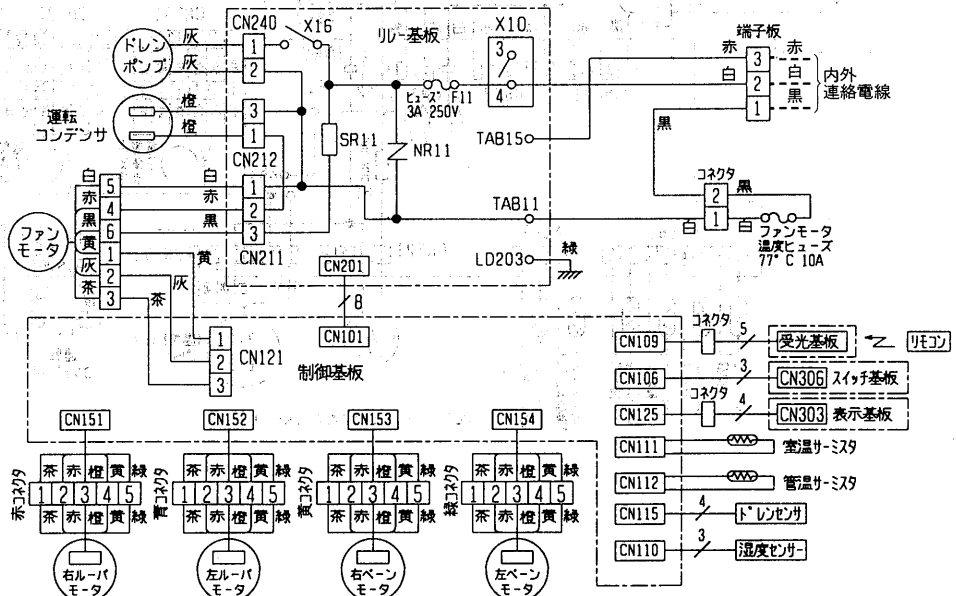 CN240
X16
リレー基板
X10
端子板
ドレン
ポンプ
灰
灰
1
2
3
4
赤
白
3
2
1
赤
白
黒
内外
連絡電線
運転
コンデンサ
橙
橙
3
1
CN212
ヒューズ F11
3A 250V
SR11
NR11
TAB15
黒
コネクタ
2
1
黒
白
白
ファンモータ
温度ヒューズ
77°C 10A
ファン
モータ
白
赤
黒
黄
灰
茶
5
4
6
1
2
3
白
赤
黒
1
2
3
CN211
TAB11
LD203
緑
黄
灰
茶
CN201
8
CN101
1
2
3
CN121
制御基板
CN109
コネクタ
5
受光基板
リモコン
CN106
3
CN306
スイッチ基板
CN125
コネクタ
4
CN303
表示基板
CN111
室温サーミスタ
CN112
管温サーミスタ
CN115
4
ドレンセンサ
CN110
3
湿度センサー
CN151
CN152
CN153
CN154
赤コネクタ
茶 赤 橙 黄 緑
1 2 3 4 5
茶 赤 橙 黄 緑
右ルーバ
モータ
青コネクタ
茶 赤 橙 黄 緑
1 2 3 4 5
茶 赤 橙 黄 緑
左ルーバ
モータ
黄コネクタ
茶 赤 橙 黄 緑
1 2 3 4 5
茶 赤 橙 黄 緑
右ベーン
モータ
緑コネクタ
茶 赤 橙 黄 緑
1 2 3 4 5
茶 赤 橙 黄 緑
左ベーン
モータ